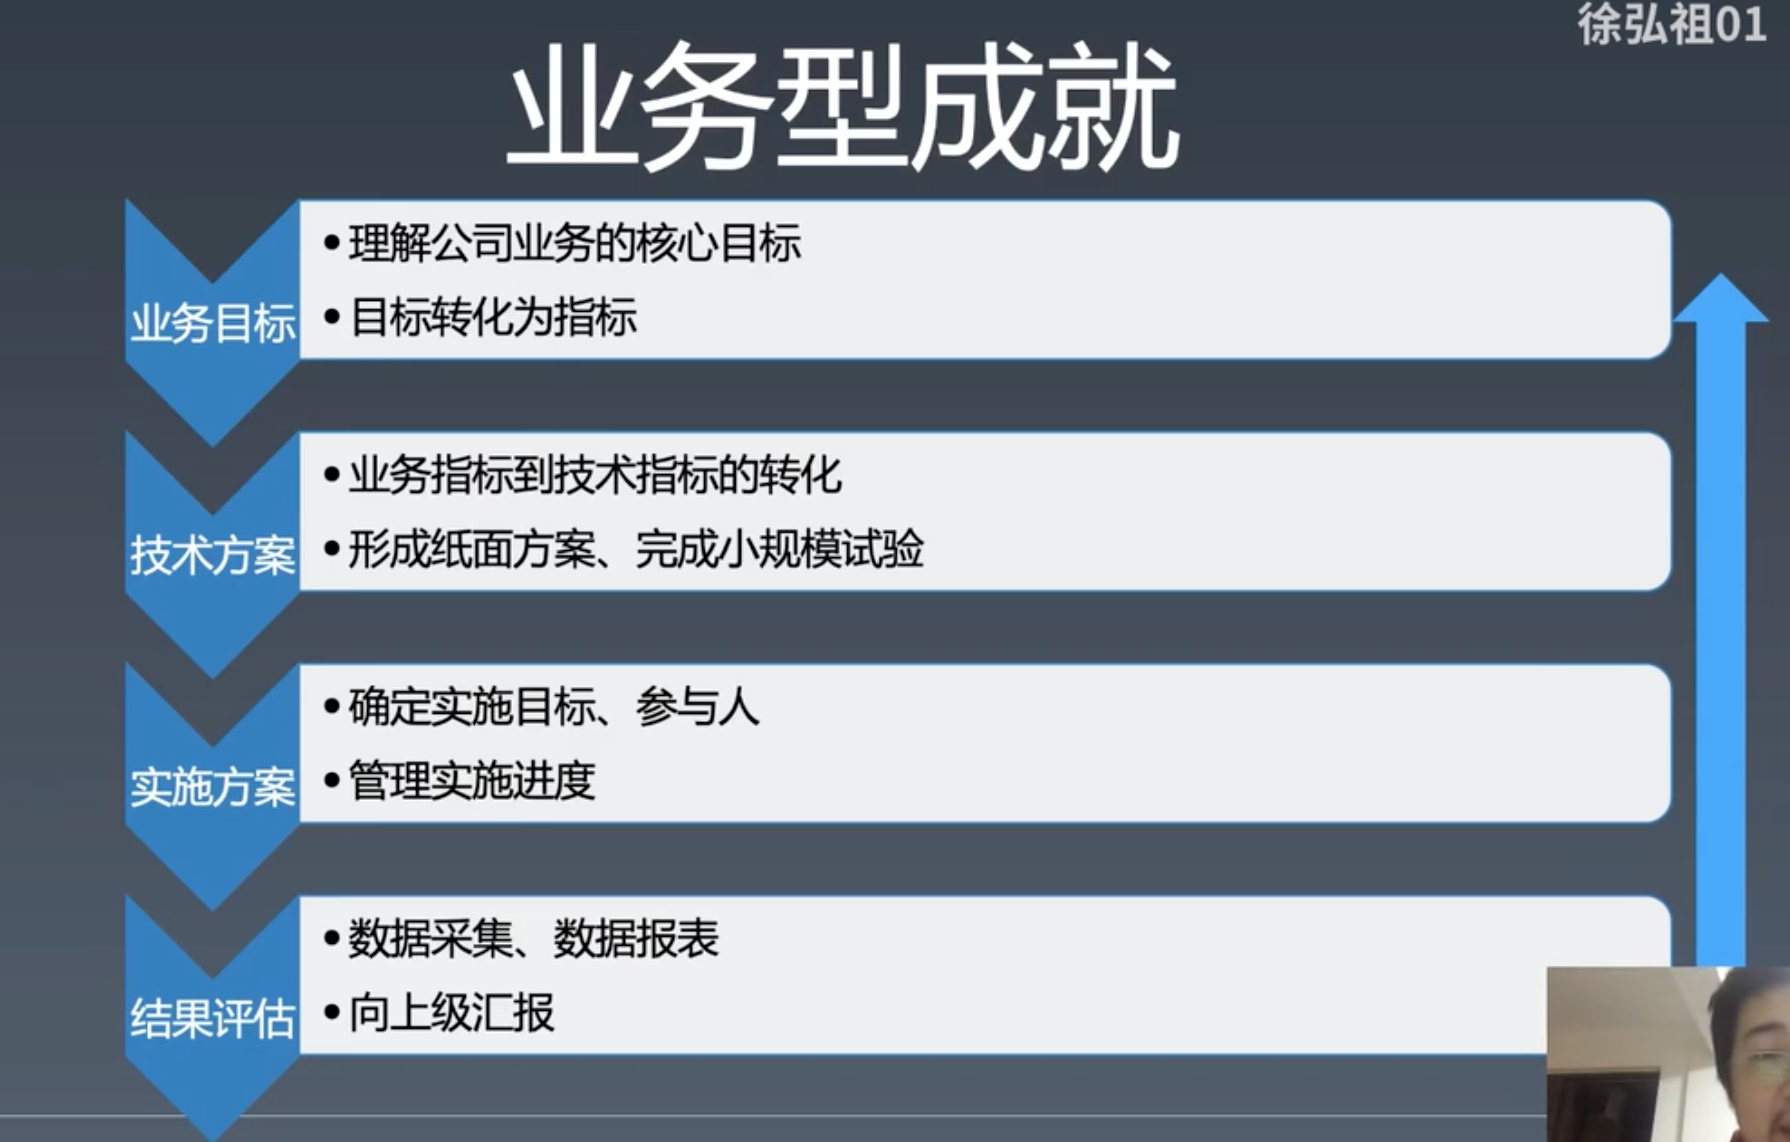 徐弘祖01
业务型成就
业务目标
• 理解公司业务的核心目标
• 目标转化为指标
技术方案
• 业务指标到技术指标的转化
• 形成纸面方案、完成小规模试验
实施方案
• 确定实施目标、参与人
• 管理实施进度
结果评估
• 数据采集、数据报表
• 向上级汇报